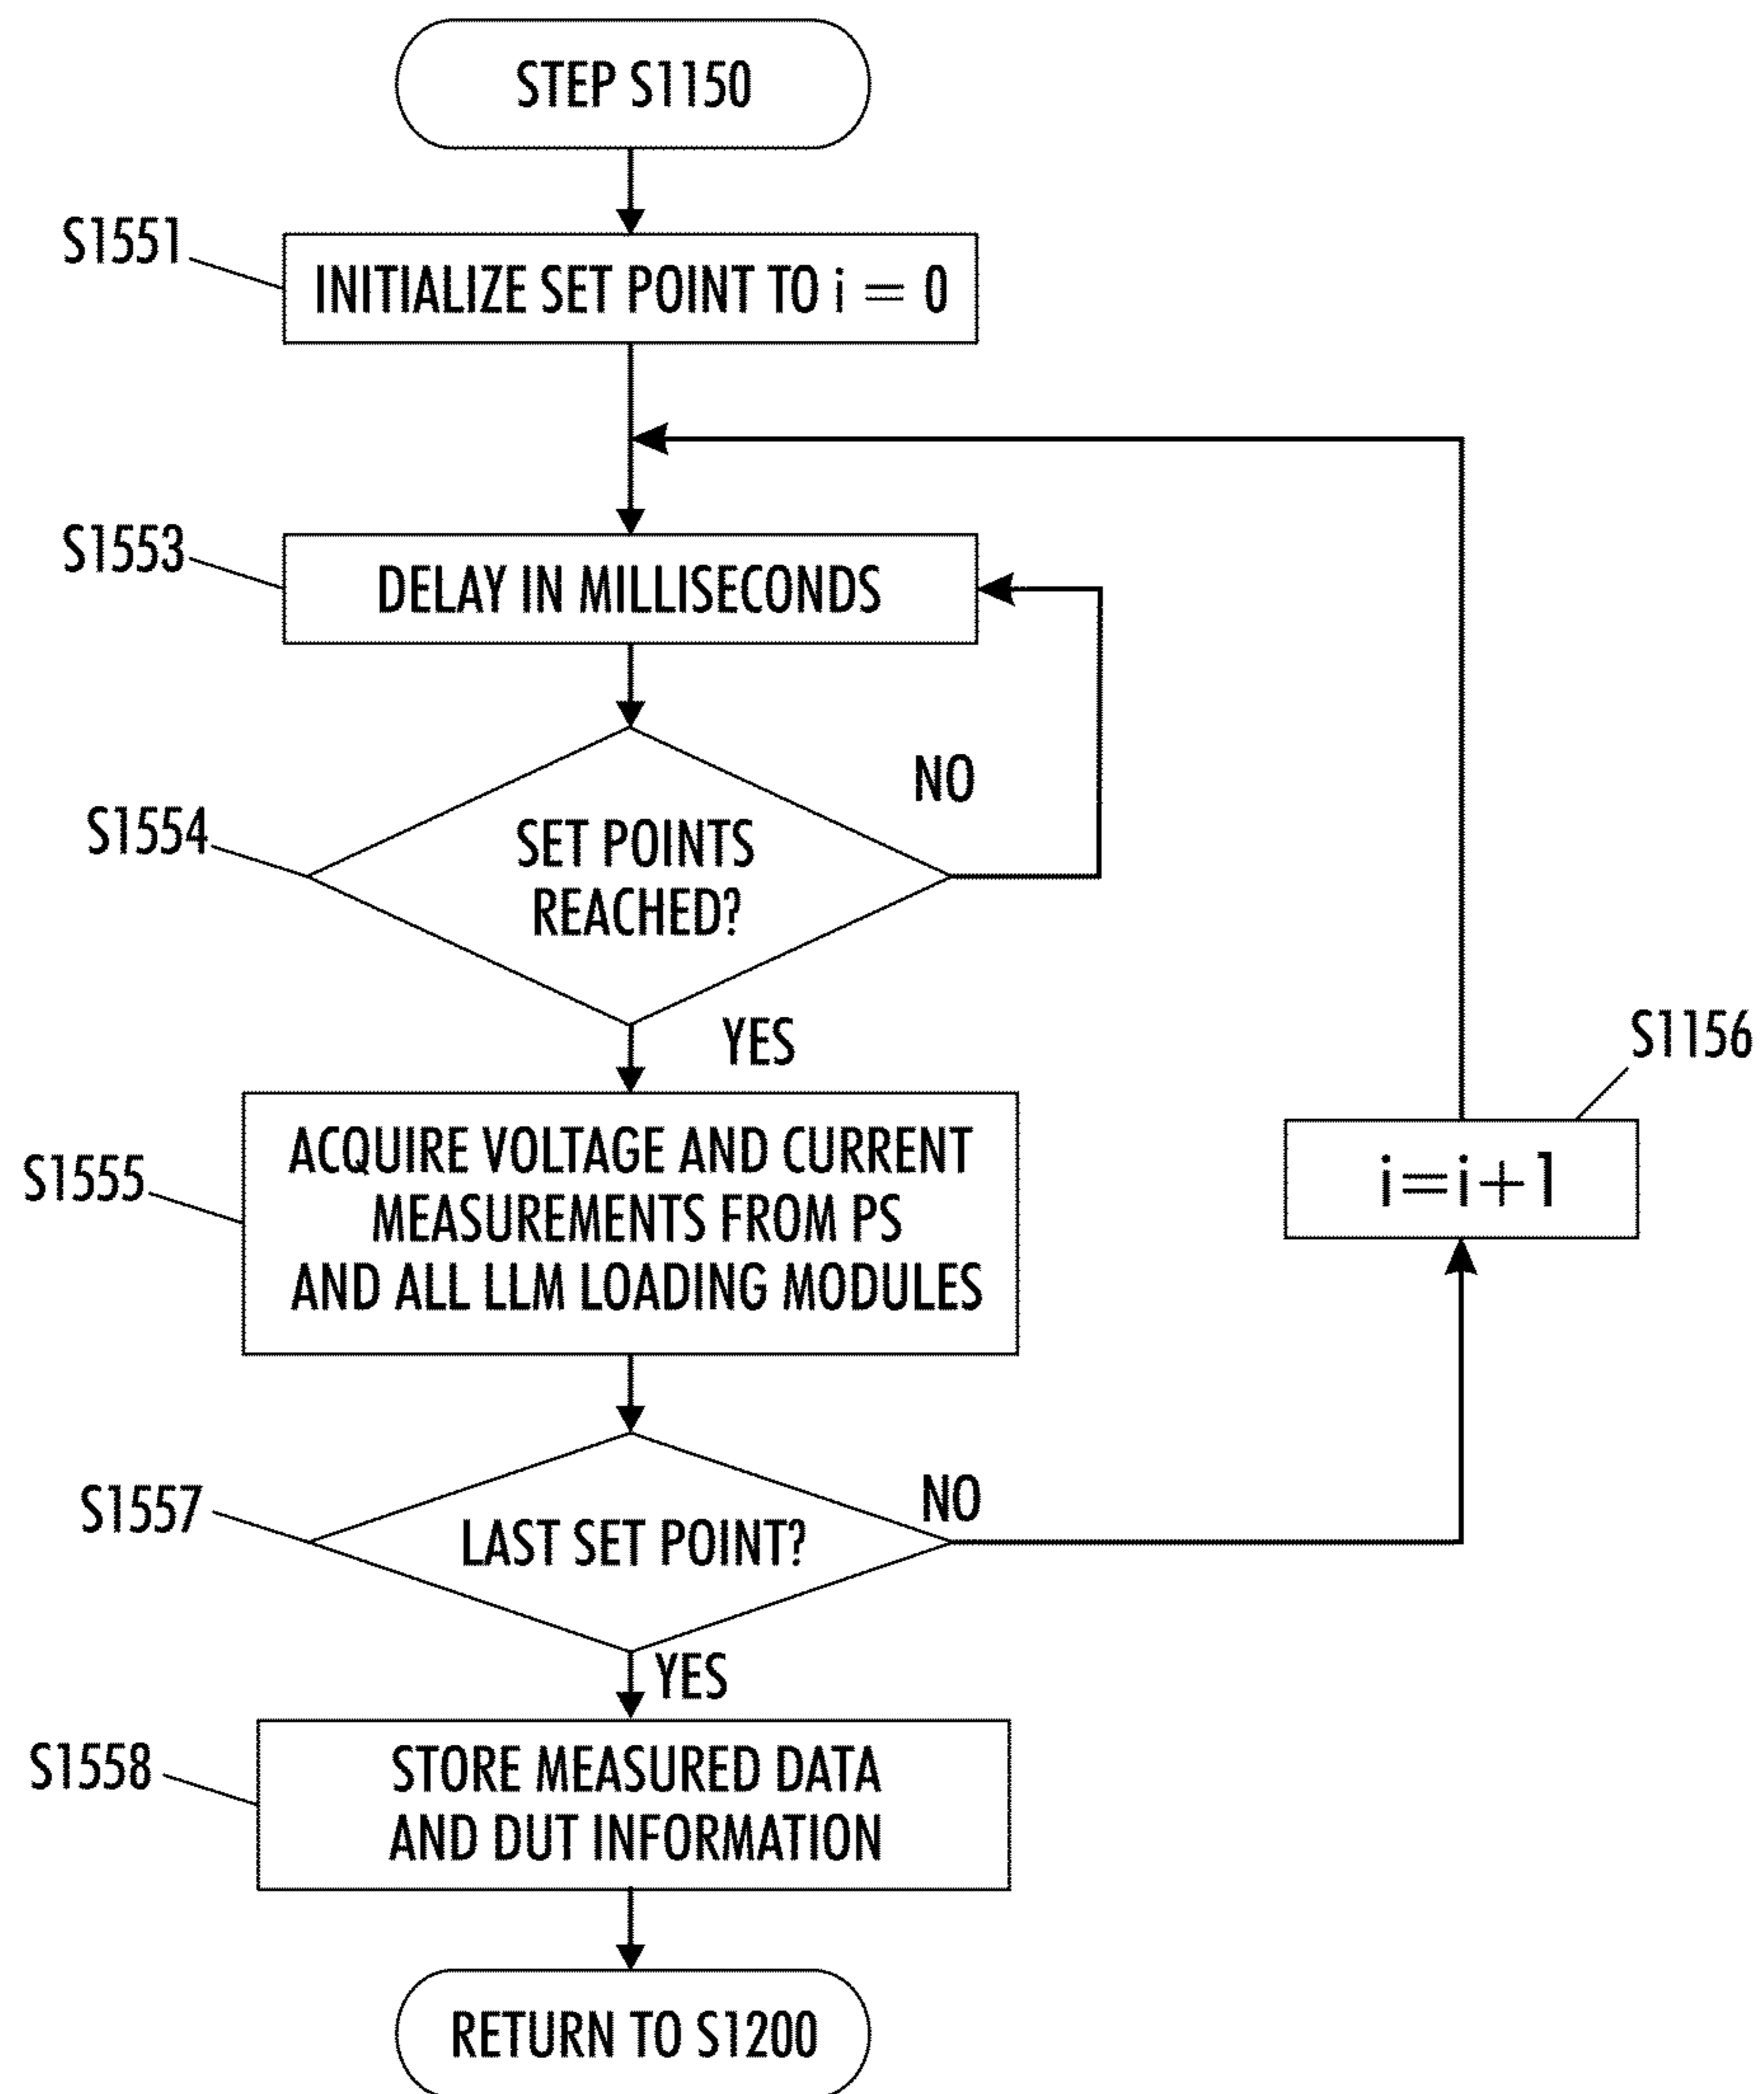 STEP S1150
S1551
INITIALIZE SET POINT TO i = 0
S1553
DELAY IN MILLISECONDS
NO
S1554
SET POINTS
REACHED?
YES
S1156
i=i+1
S1555
ACQUIRE VOLTAGE AND CURRENT
MEASUREMENTS FROM PS
AND ALL LLM LOADING MODULES
S1557
LAST SET POINT?
NO
YES
S1558
STORE MEASURED DATA
AND DUT INFORMATION
RETURN TO S1200